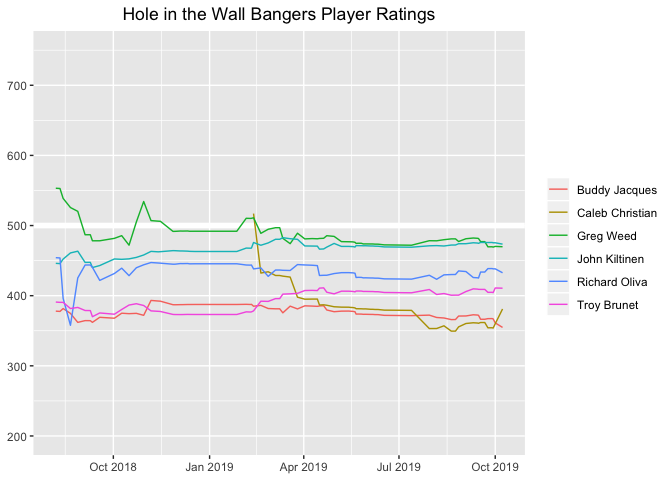 Hole in the Wall Bangers Player Ratings
700
600
500
400
300
200
Oct 2018
Jan 2019
Apr 2019
Jul 2019
Oct 2019
Buddy Jacques
Caleb Christian
Greg Weed
John Kiltinen
Richard Oliva
Troy Brunet